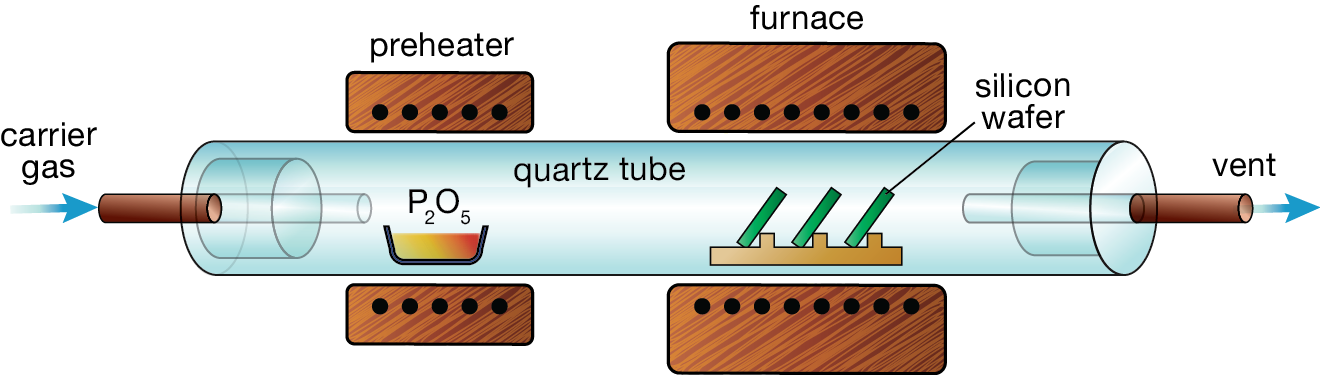 furnace
preheater
silicon
wafer
carrier
gas
quartz tube
vent
P₂O₅